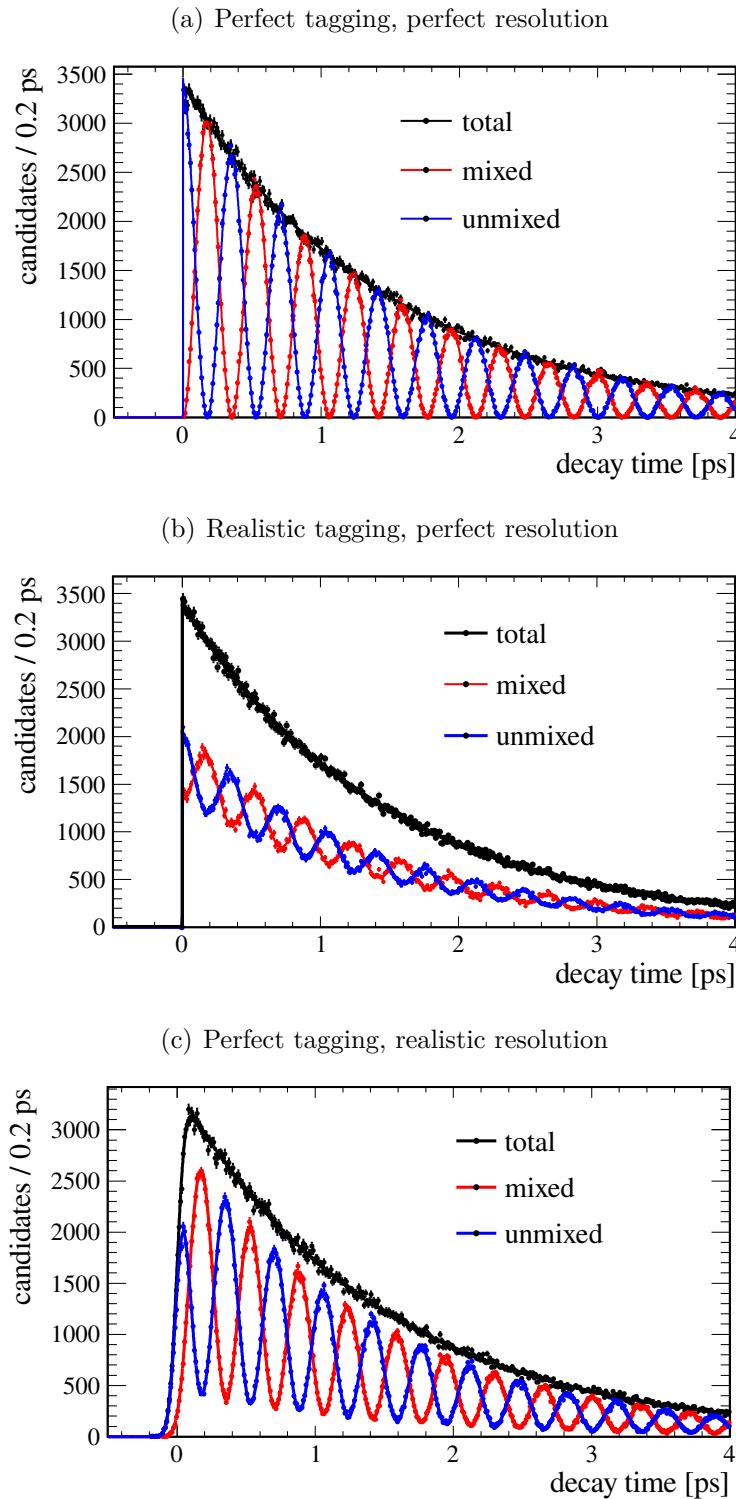 (a) Perfect tagging, perfect resolution
candidates / 0.2 ps
3500
3000
2500
2000
1500
1000
500
0
total
mixed
unmixed
0 1 2 3 4
decay time [ps]
(b) Realistic tagging, perfect resolution
candidates / 0.2 ps
3500
3000
2500
2000
1500
1000
500
0
total
mixed
unmixed
0 1 2 3 4
decay time [ps]
(c) Perfect tagging, realistic resolution
candidates / 0.2 ps
3000
2500
2000
1500
1000
500
0
total
mixed
unmixed
0 1 2 3 4
decay time [ps]